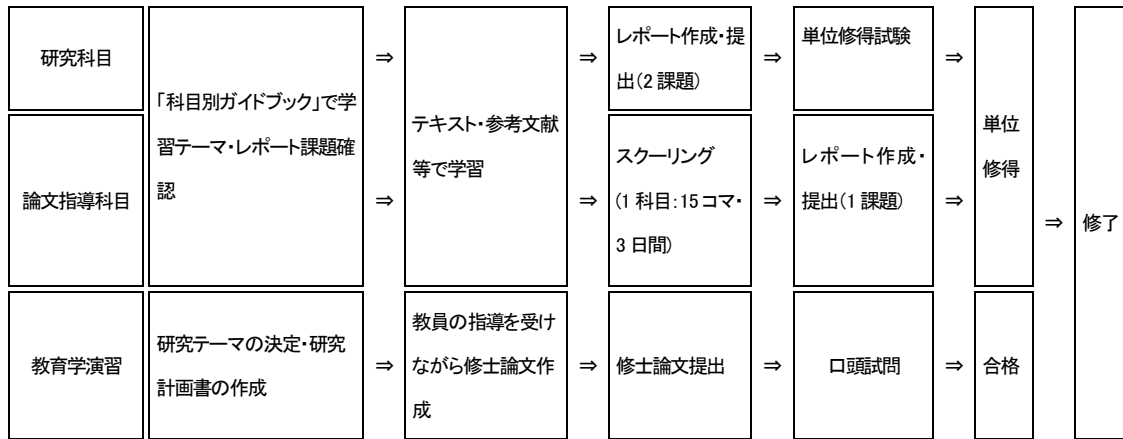 研究科目
「科目別ガイドブック」で学
習テーマ・レポート課題確
認
⇒
テキスト・参考文献
等で学習
⇒
レポート作成・提
出(2 課題)
⇒
単位修得試験
⇒
単位
修得
論文指導科目
⇒
⇒
スクーリング
(1 科目:15 コマ・
3 日間)
⇒
レポート作成・
提出(1 課題)
⇒
⇒
修了
教育学演習
研究テーマの決定・研究
計画書の作成
⇒
教員の指導を受け
ながら修士論文作
成
⇒
修士論文提出
⇒
口頭試問
⇒
合格